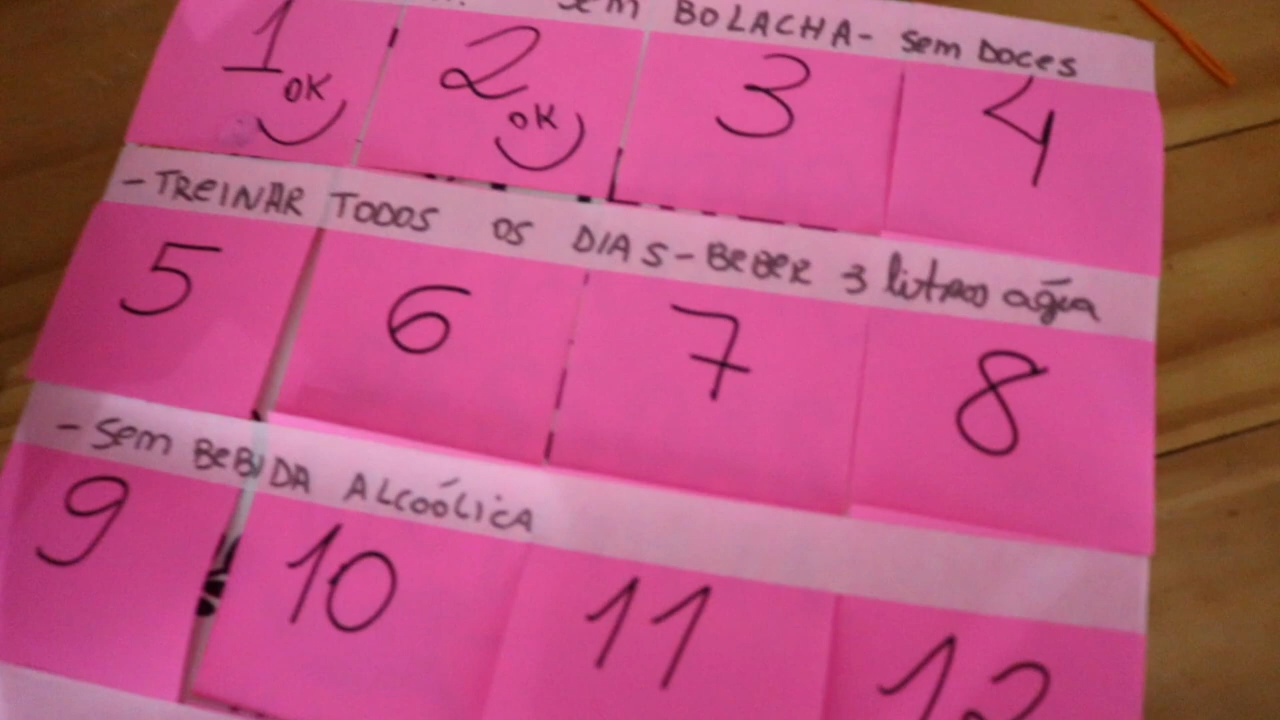 sem BOLACHA- sem Doces
1 OK 2 OK 3 4
-TREINAR TODOS OS DIAS-BEBER 3 litros água
5 6 7 8
-Sem BEBIDA ALCOÓLICA
9 10 11 12